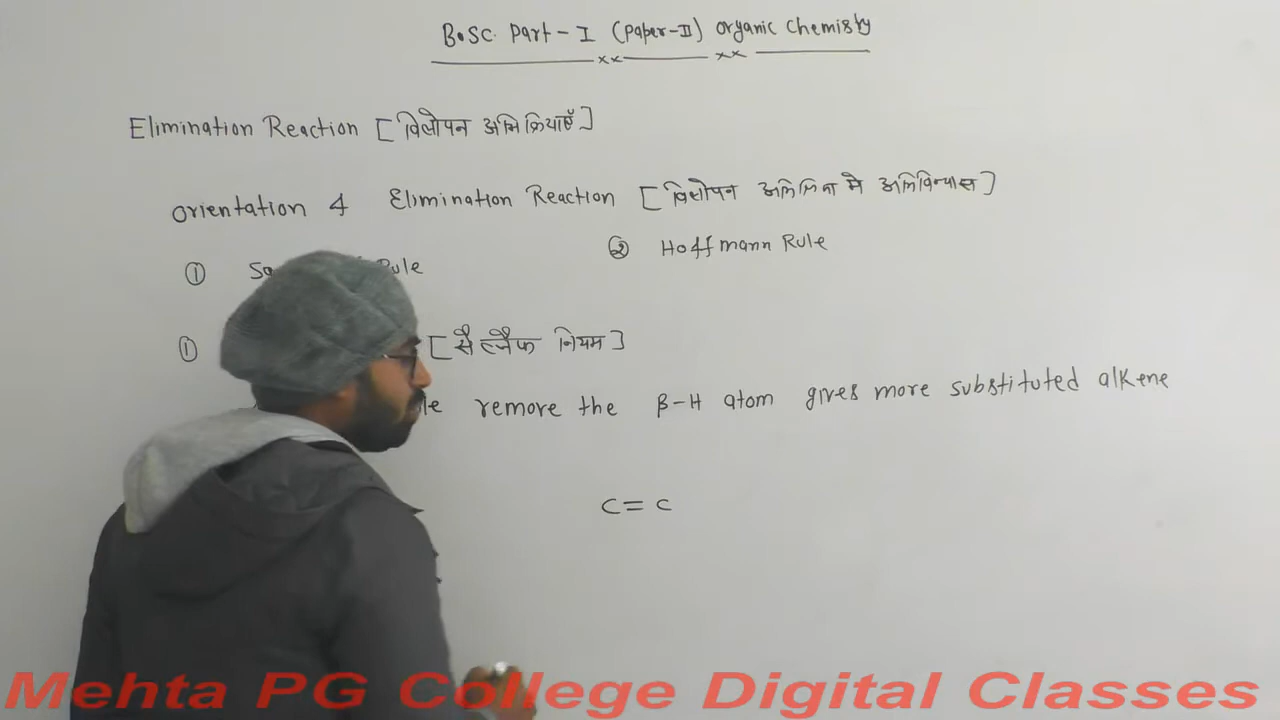 B.Sc. Part-I (Paper-II) Organic Chemistry
Elimination Reaction [विलोपन अभिक्रियाएँ]
Orientation 4 Elimination Reaction [विलोपन अभिक्रिया मे अभिविन्यास]
① Rule ② Hoffmann Rule
① [सैत्जैफ नियम]
remove the β-H atom gives more substituted alkene
C=C
Mehta PG College Digital Classes